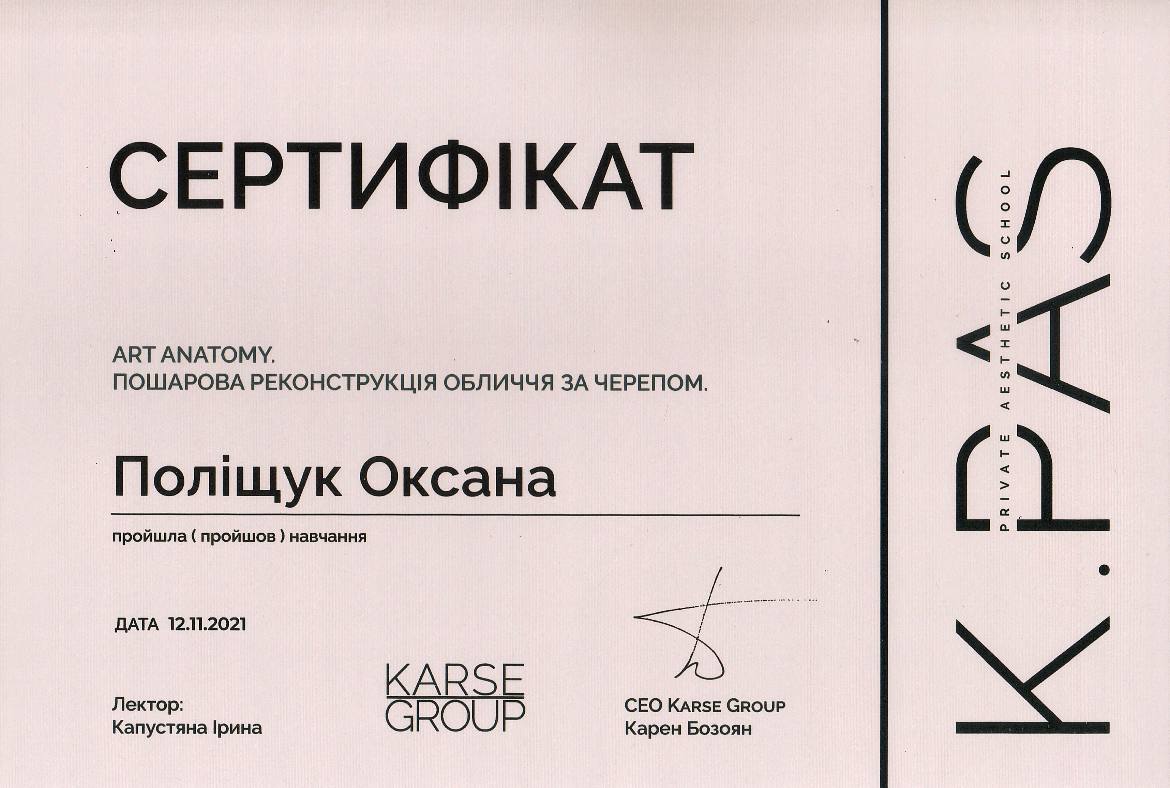 СЕРТИФІКАТ
ART ANATOMY.
ПОШАРОВА РЕКОНСТРУКЦІЯ ОБЛИЧЧЯ ЗА ЧЕРЕПОМ.
Поліщук Оксана
пройшла ( пройшов ) навчання
ДАТА 12.11.2021
Лектор:
Капустяна Ірина
KARSE
GROUP
CEO KARSE GROUP
Карен Бозоян
K.PÂS
PRIVATE AESTHETIC SCHOOL